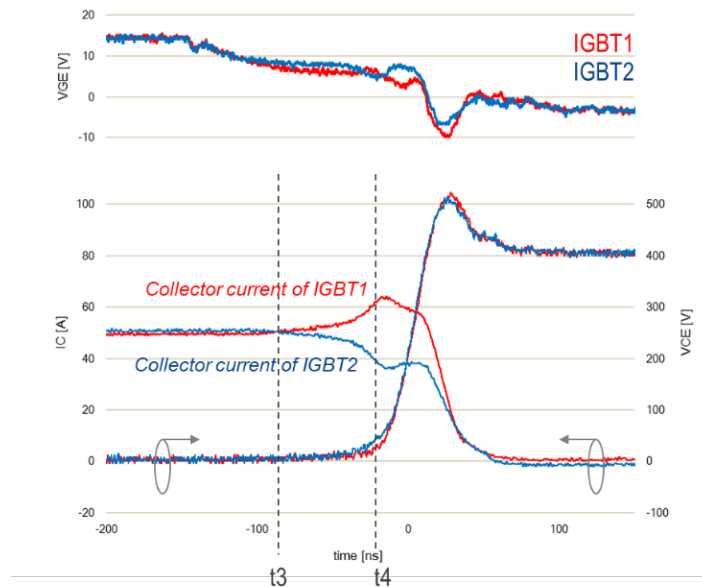 20
10
0
-10
VGE [V]
IGBT1
IGBT2
100
80
60
40
20
0
-20
IC [A]
500
400
300
200
100
0
-100
VCE [V]
Collector current of IGBT1
Collector current of IGBT2
-200
-100
0
100
time [ns]
t3
t4